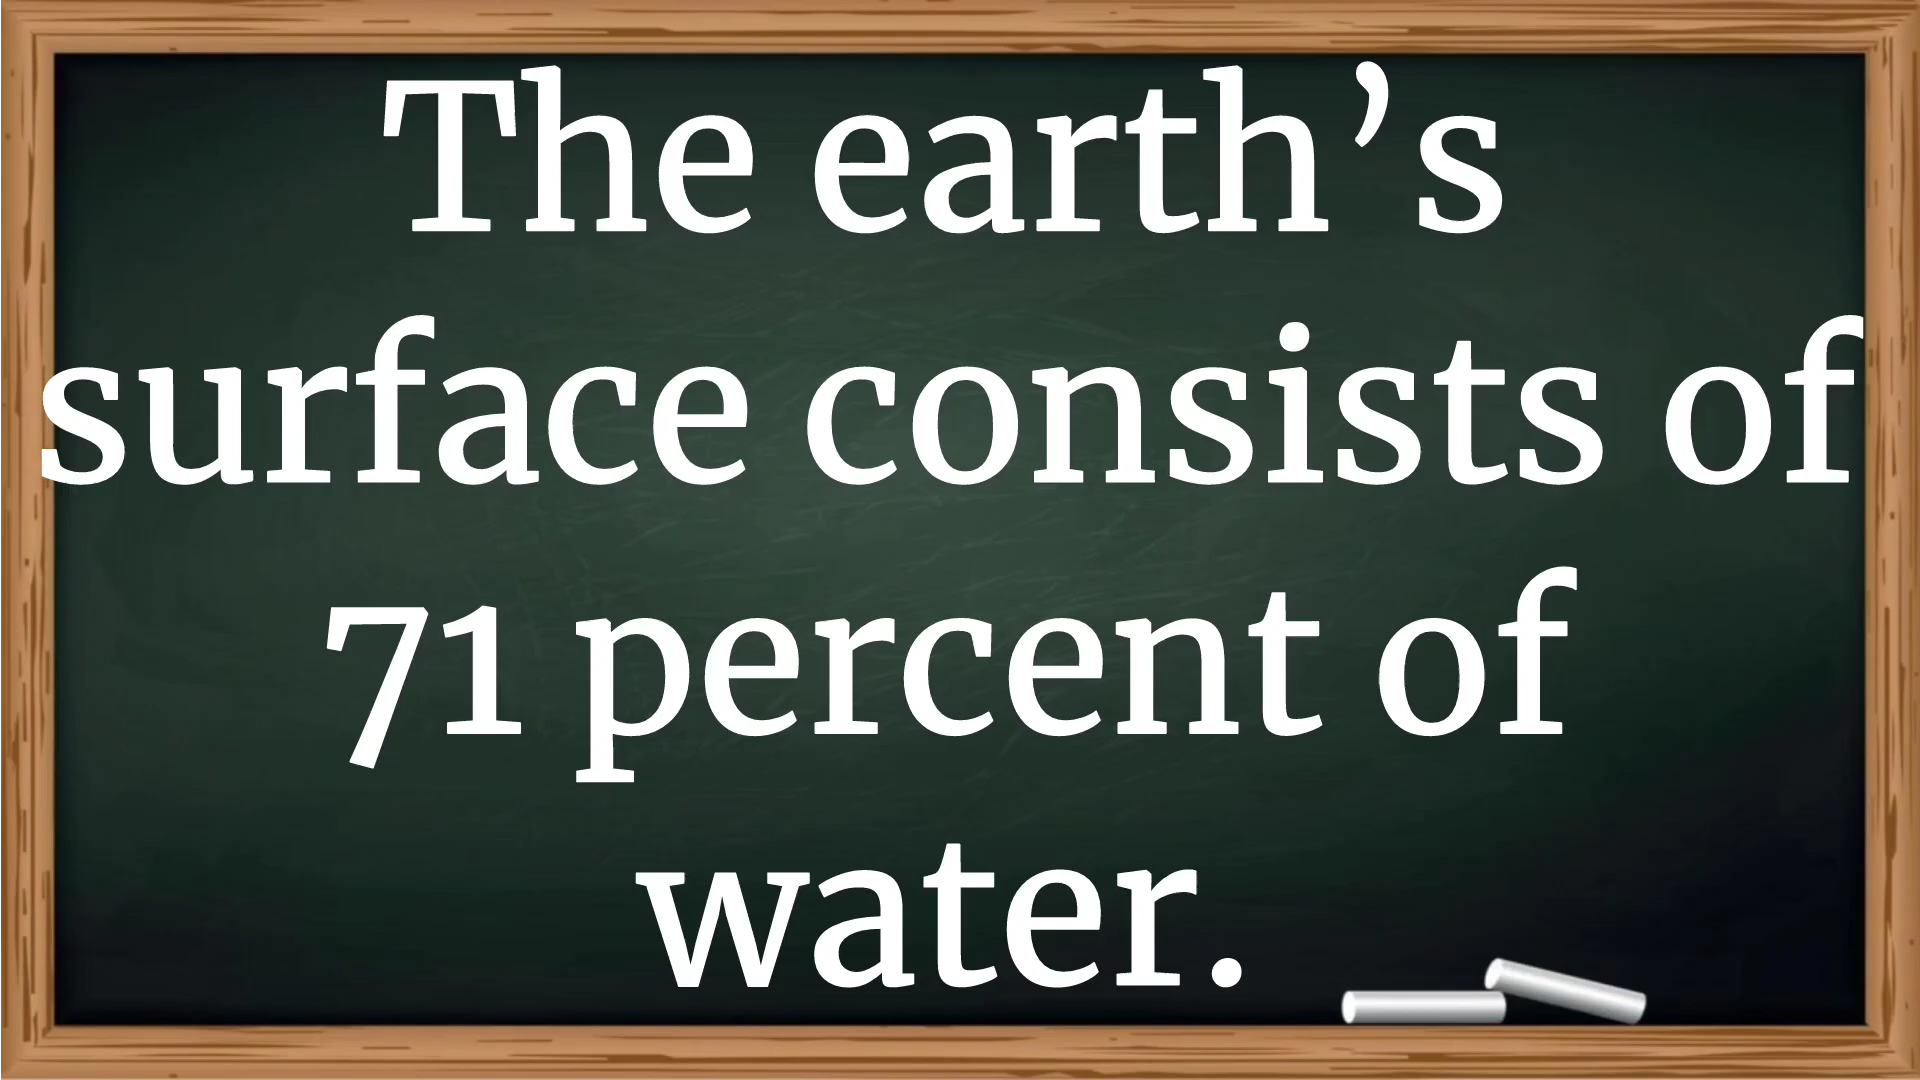 The earth’s
surface consists of
71 percent of
water.